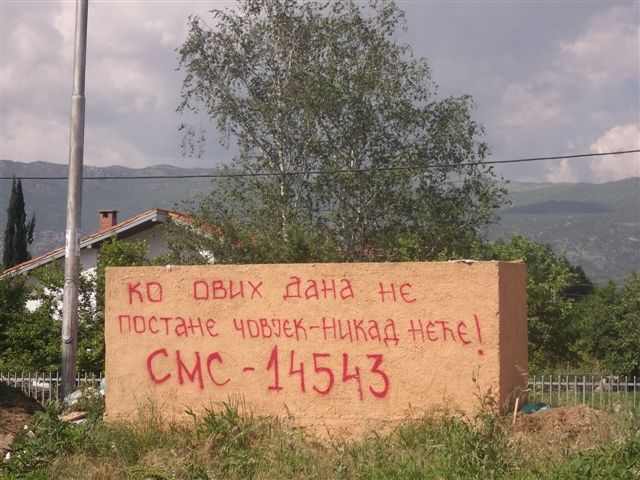 КО ОВИХ ДАНА НЕ
ПОСТАНЕ ЧОВЈЕК-НИКАД НЕЋЕ!
СМС-14543